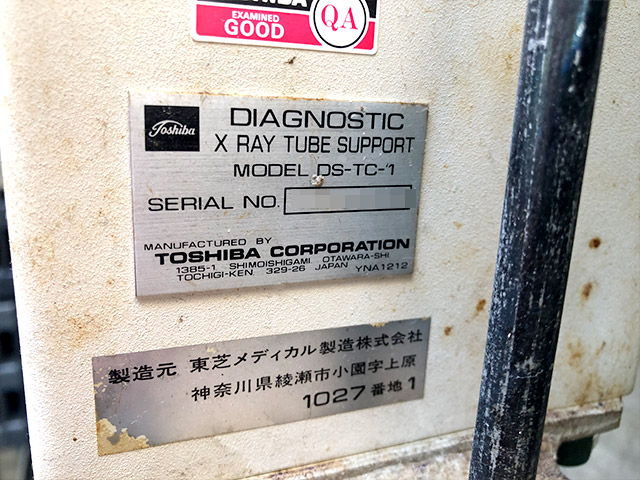 EXAMINED
GOOD
QA
Toshiba
DIAGNOSTIC
X RAY TUBE SUPPORT
MODEL DS-TC-1
SERIAL NO.
MANUFACTURED BY
TOSHIBA CORPORATION
1385-1. SHIMOISHIGAMI. OTAWARA-SHI
TOCHIGI-KEN. 329-26 JAPAN YNA1212
製造元 東芝メディカル製造株式会社
神奈川県綾瀬市小園字上原
1027番地1